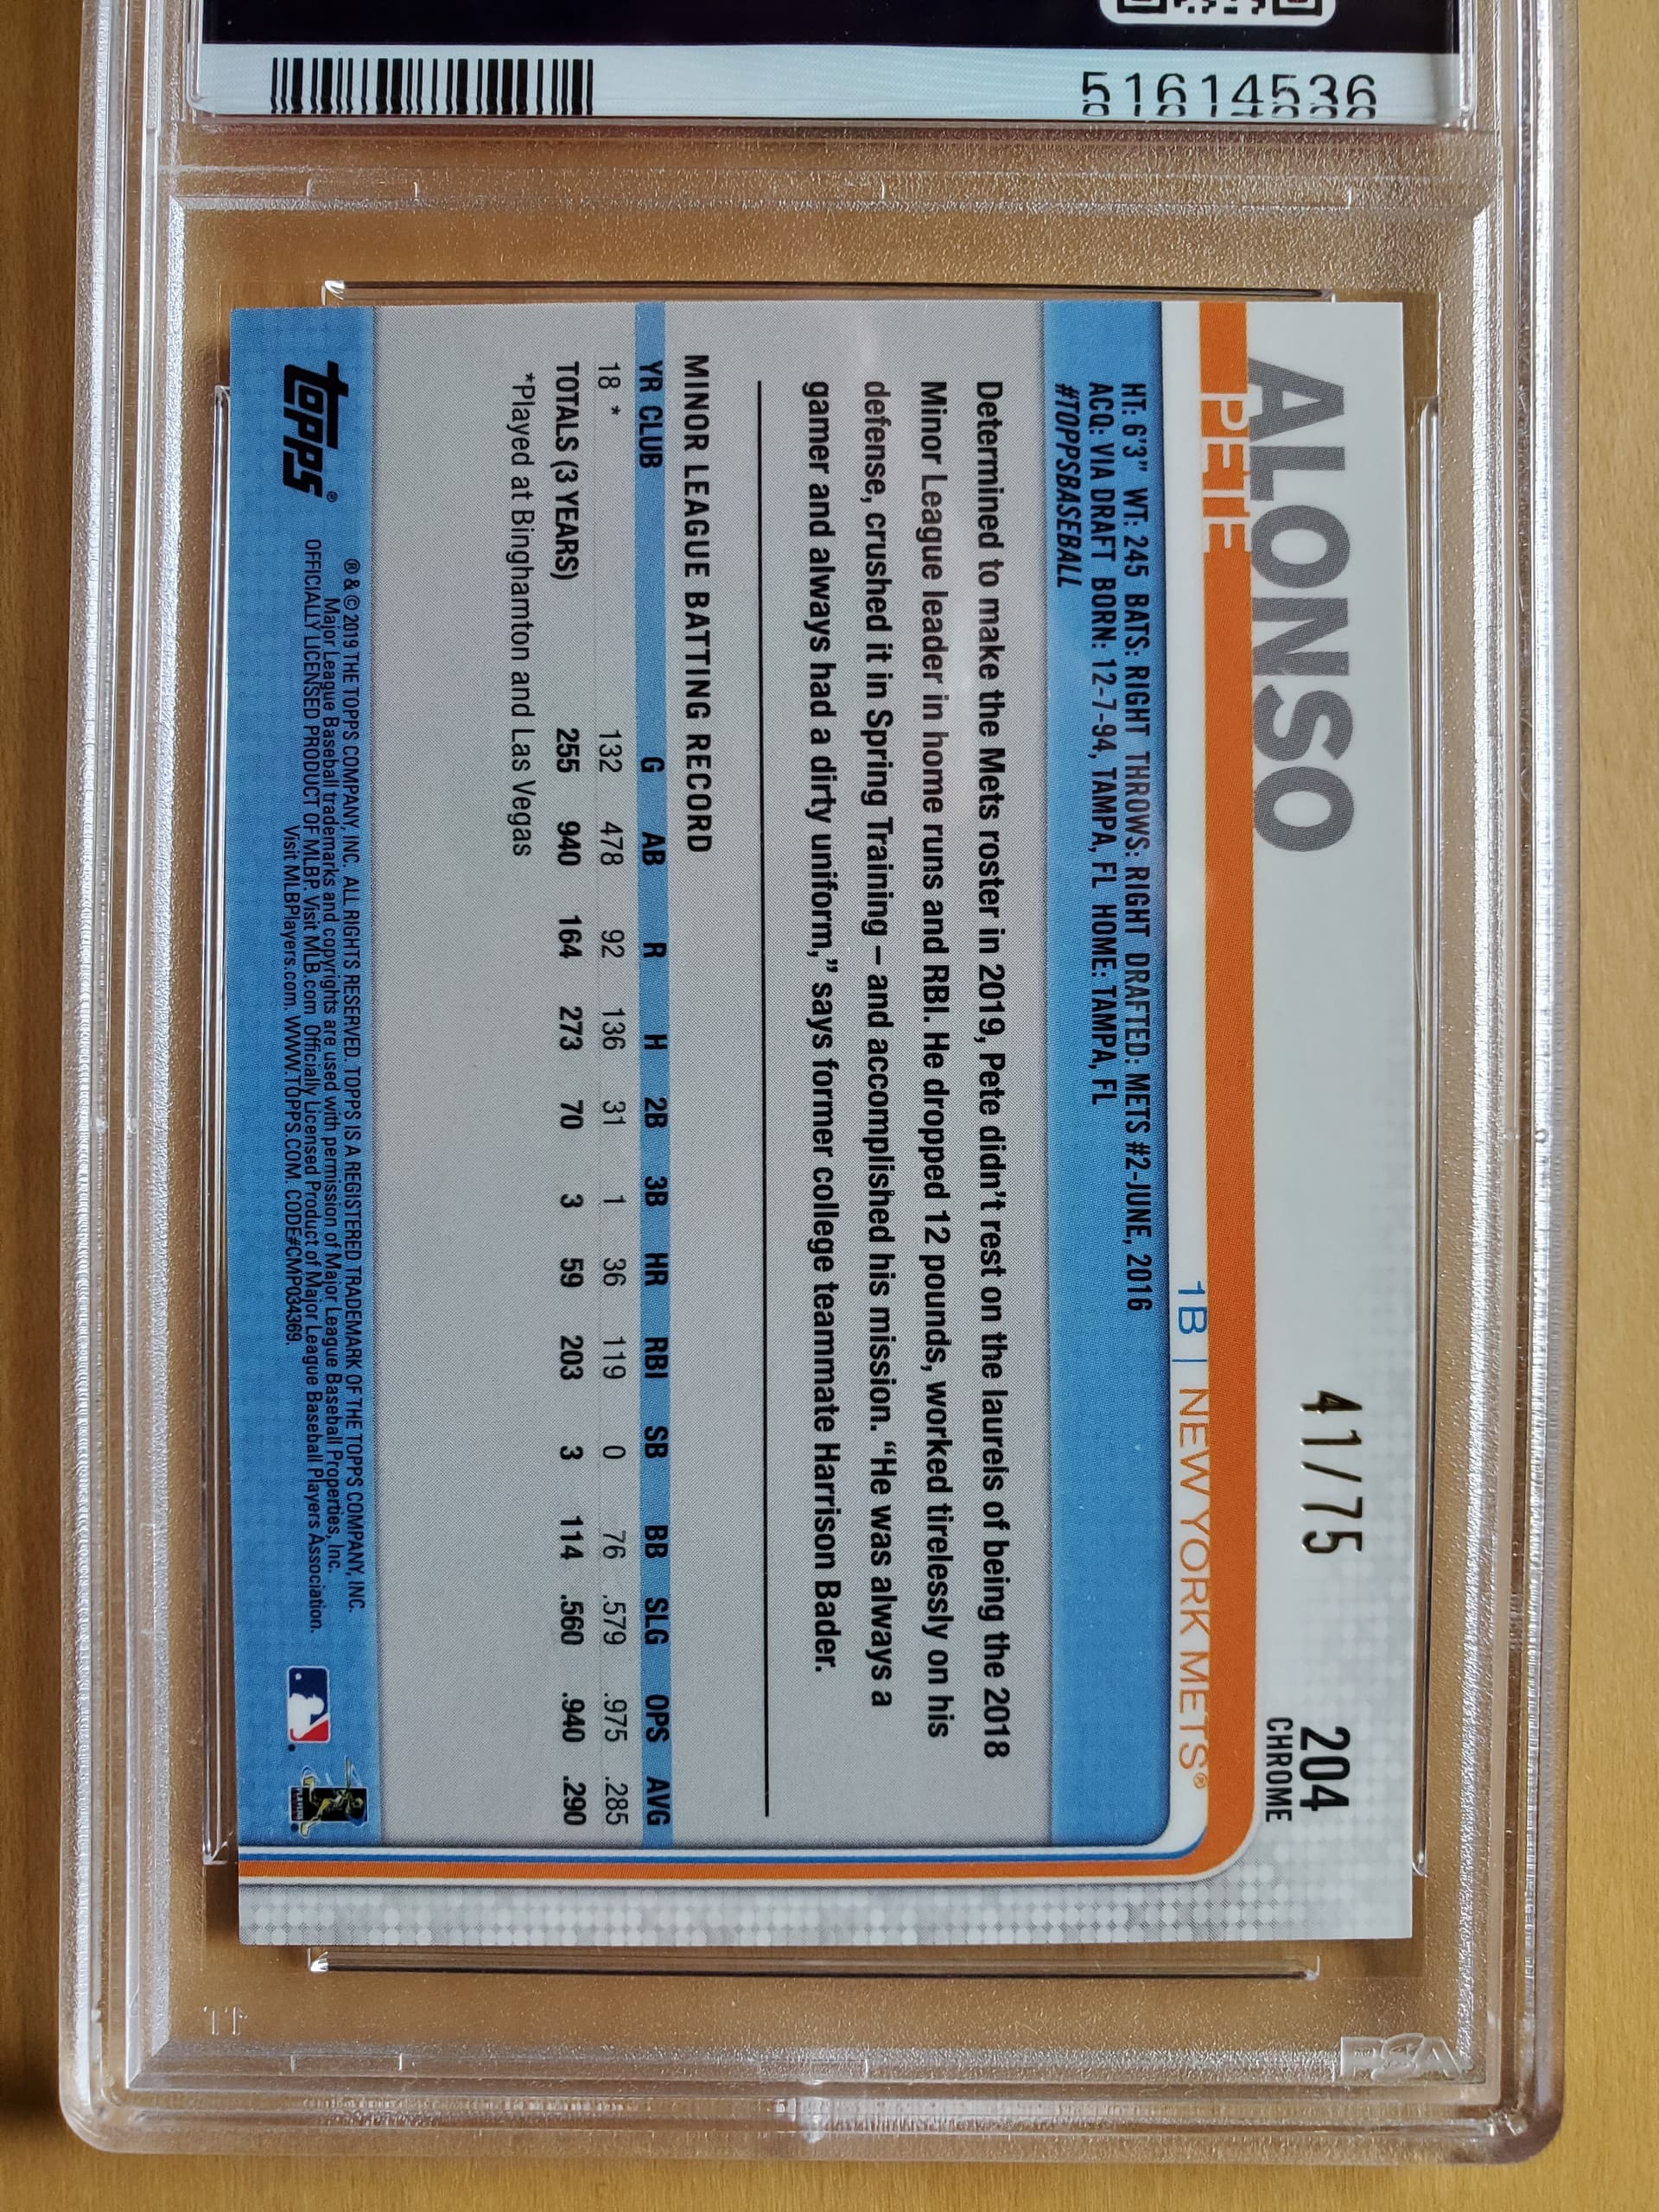 51614536
ALONSO
41/75
204
CHROME
PETE
1B | NEW YORK METS®
HT: 6'3" WT: 245 BATS: RIGHT THROWS: RIGHT DRAFTED: METS #2-JUNE, 2016
ACQ: VIA DRAFT BORN: 12-7-94, TAMPA, FL HOME: TAMPA, FL
#TOPPSBASEBALL
Determined to make the Mets roster in 2019, Pete didn't rest on the laurels of being the 2018
Minor League leader in home runs and RBI. He dropped 12 pounds, worked tirelessly on his
defense, crushed it in Spring Training – and accomplished his mission. “He was always a
gamer and always had a dirty uniform,” says former college teammate Harrison Bader.
MINOR LEAGUE BATTING RECORD
YR CLUB G AB R H 2B 3B HR RBI SB BB SLG OPS AVG
18 * 132 478 92 136 31 1 36 119 0 76 .579 .975 .285
TOTALS (3 YEARS) 255 940 164 273 70 3 59 203 3 114 .560 .940 .290
*Played at Binghamton and Las Vegas
topps®
® & © 2019 THE TOPPS COMPANY, INC. ALL RIGHTS RESERVED. TOPPS IS A REGISTERED TRADEMARK OF THE TOPPS COMPANY, INC.
Major League Baseball trademarks and copyrights are used with permission of Major League Baseball Properties, Inc.
OFFICIALLY LICENSED PRODUCT OF MLBP. Visit MLB.com Officially Licensed Product of Major League Baseball Players Association.
Visit MLBPlayers.com. WWW.TOPPS.COM. CODE#CMP034369.
PSA